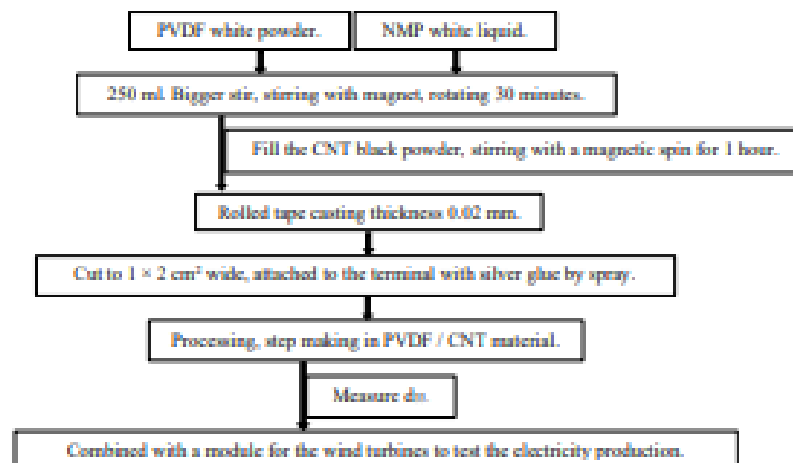 PVDF white powder.
NMP white liquid.
250 ml. Bigger stir, stirring with magnet, rotating 30 minutes.
Fill the CNT black powder, stirring with a magnetic spin for 1 hour.
Rolled tape casting thickness 0.02 mm.
Cut to 1 × 2 cm² wide, attached to the terminal with silver glue by spray.
Processing, step making in PVDF / CNT material.
Measure
Combined with a module for the wind turbines to test the electricity production.